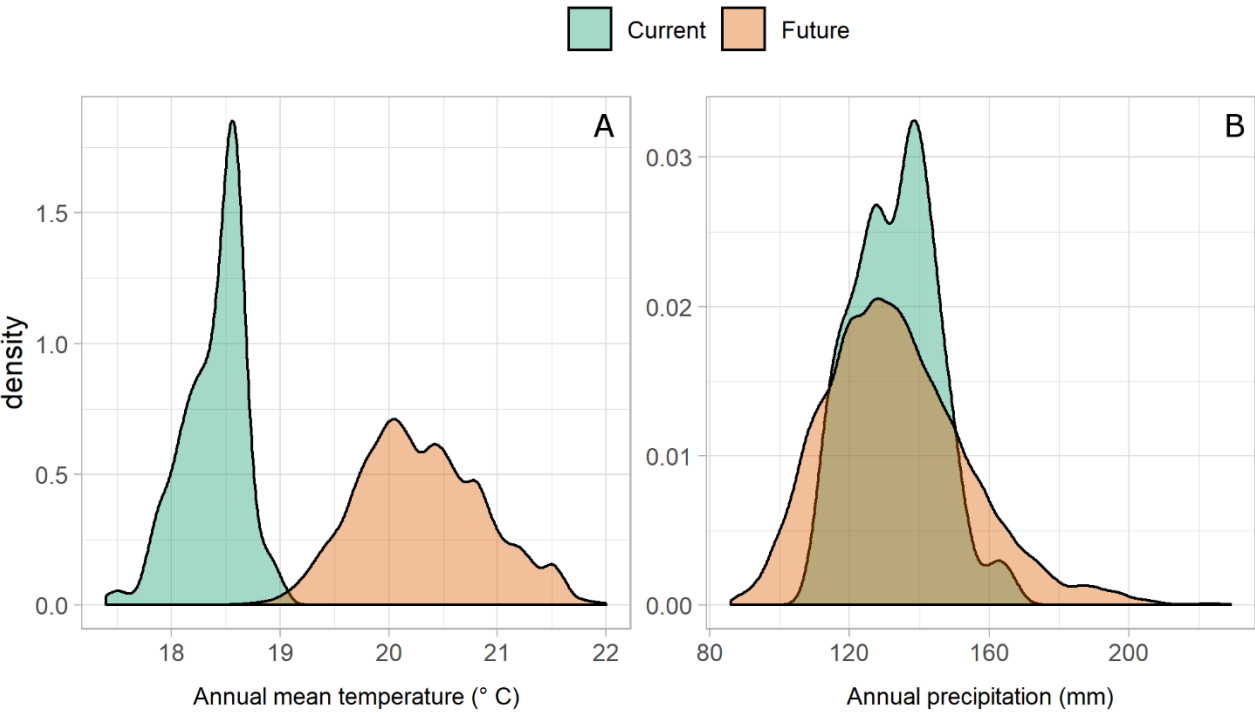 Current Future
A
B
density
1.5
1.0
0.5
0.0
18 19 20 21 22
Annual mean temperature (° C)
0.03
0.02
0.01
0.00
80 120 160 200
Annual precipitation (mm)